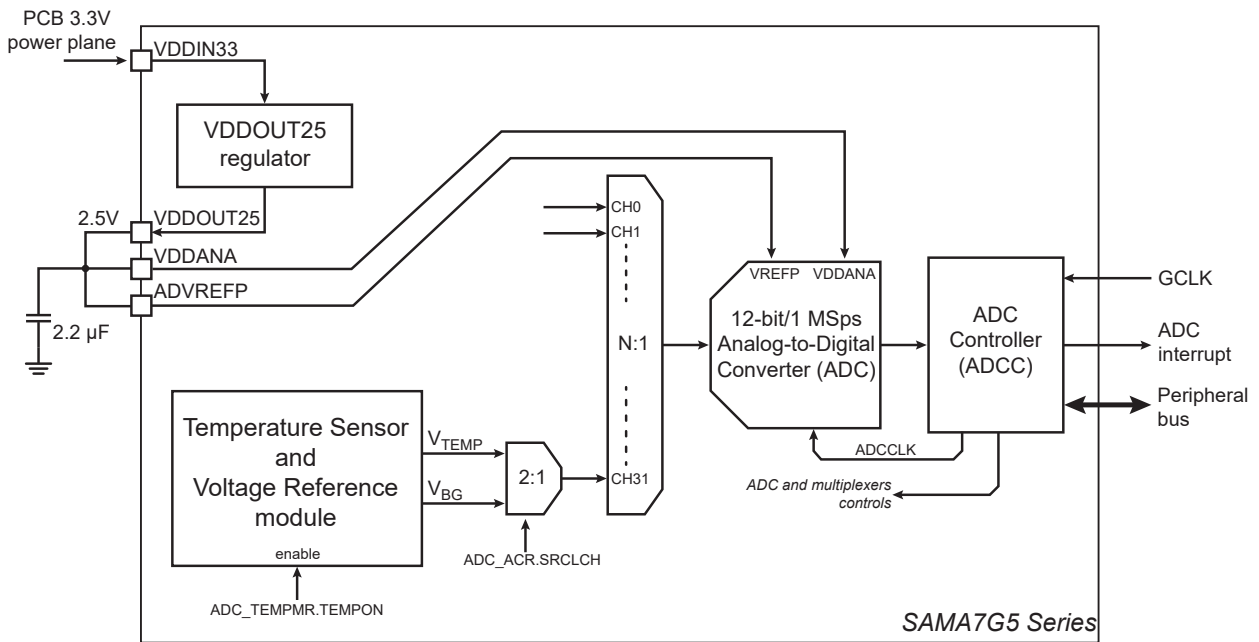 PCB 3.3V
power plane
VDDIN33
VDDOUT25
regulator
2.5V
VDDOUT25
VDDANA
ADVREFP
2.2 µF
CH0
CH1
N:1
CH31
VREFP
VDDANA
12-bit/1 MSps
Analog-to-Digital
Converter (ADC)
ADC
Controller
(ADCC)
GCLK
ADC
interrupt
Peripheral
bus
ADCCLK
ADC and multiplexers
controls
Temperature Sensor
and
Voltage Reference
module
enable
VTEMP
VBG
2:1
ADC_ACR.SRCLCH
ADC_TEMPMR.TEMPON
SAMA7G5 Series